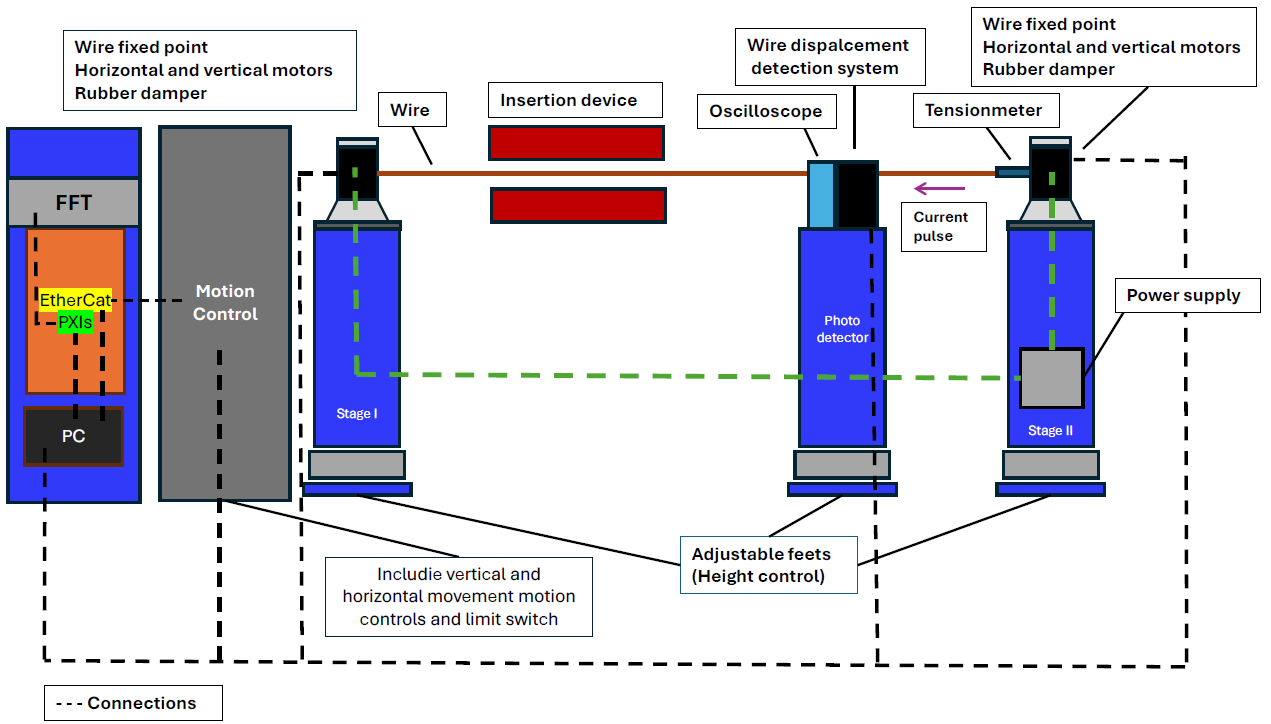 Wire fixed point
Horizontal and vertical motors
Rubber damper
Wire
Insertion device
Wire dispalcement
detection system
Oscilloscope
Tensionmeter
Wire fixed point
Horizontal and vertical motors
Rubber damper
FFT
EtherCat
PXIs
PC
Motion
Control
Current
pulse
Power supply
Photo
detector
Stage I
Stage II
Adjustable feets
(Height control)
Includie vertical and
horizontal movement motion
controls and limit switch
--- Connections